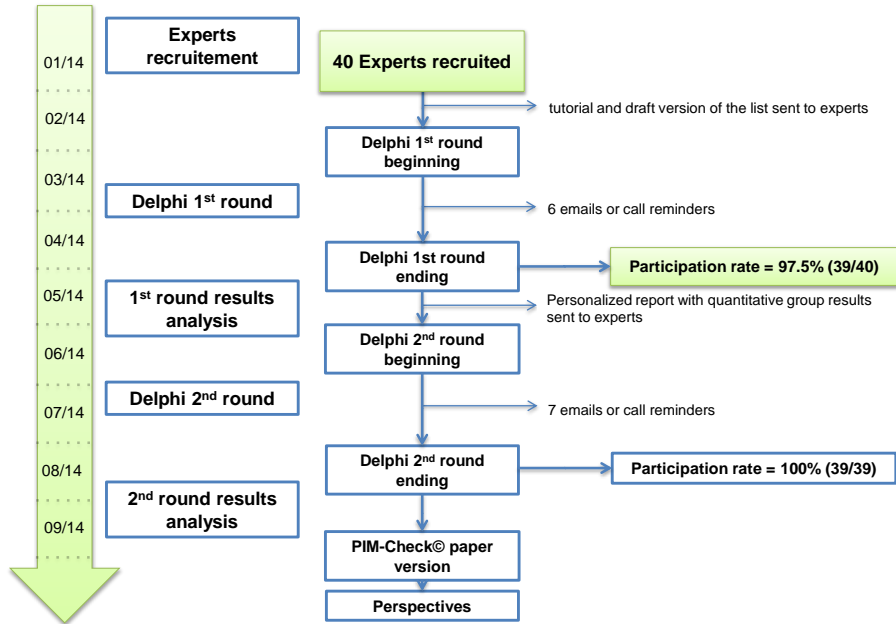 01/14
02/14
03/14
04/14
05/14
06/14
07/14
08/14
09/14
Experts
recruitement
Delphi 1st round
1st round results
analysis
Delphi 2nd round
2nd round results
analysis
40 Experts recruited
tutorial and draft version of the list sent to experts
Delphi 1st round
beginning
6 emails or call reminders
Delphi 1st round
ending
Participation rate = 97.5% (39/40)
Personalized report with quantitative group results
sent to experts
Delphi 2nd round
beginning
7 emails or call reminders
Delphi 2nd round
ending
Participation rate = 100% (39/39)
PIM-Check© paper
version
Perspectives